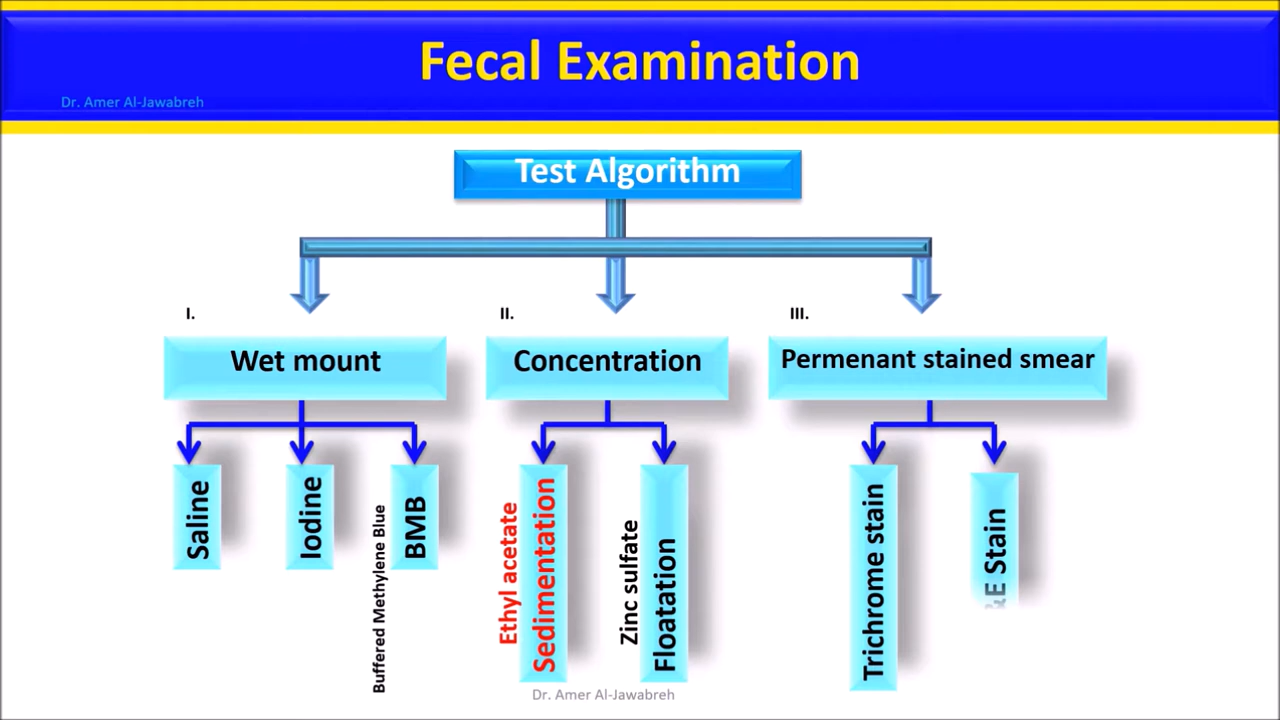 Fecal Examination
Dr. Amer Al-Jawabreh
Test Algorithm
I.
Wet mount
Saline
Iodine
Buffered Methylene Blue
BMB
II.
Concentration
Ethyl acetate
Sedimentation
Zinc sulfate
Floatation
III.
Permenant stained smear
Trichrome stain
Stain
Dr. Amer Al-Jawabreh